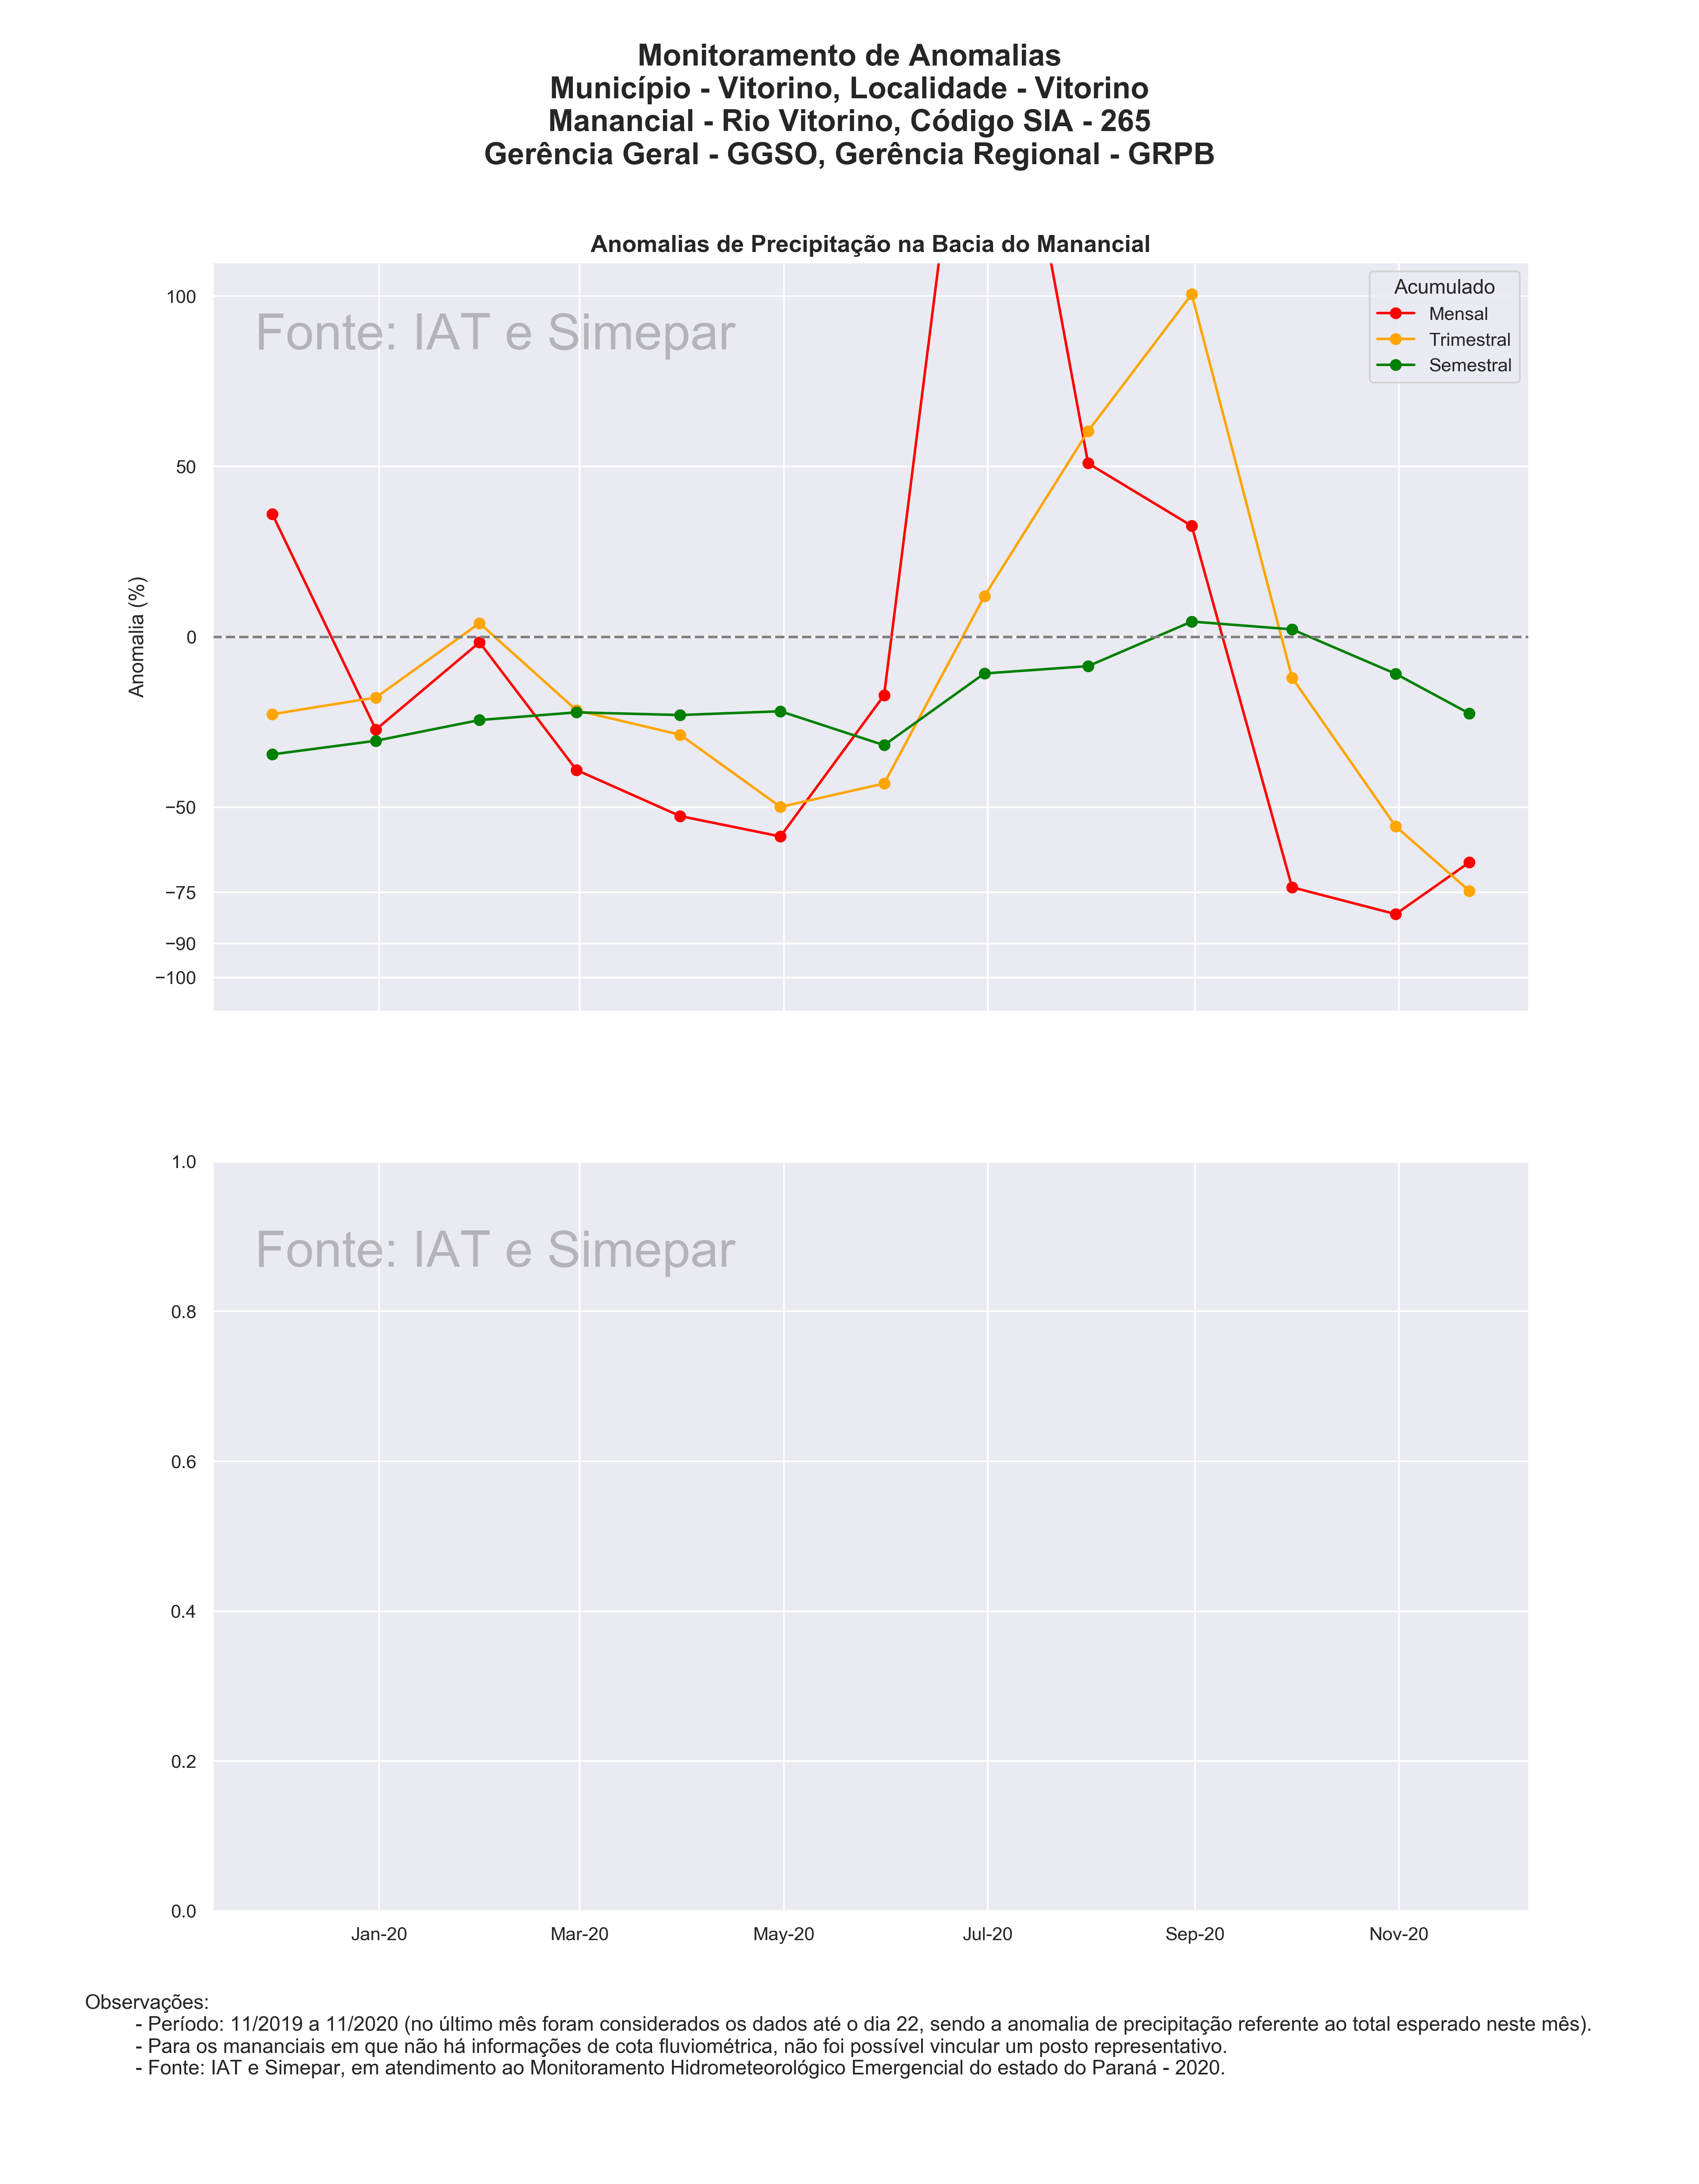 Monitoramento de Anomalias
Município - Vitorino, Localidade - Vitorino
Manancial - Rio Vitorino, Código SIA - 265
Gerência Geral - GGSO, Gerência Regional - GRPB
Anomalias de Precipitação na Bacia do Manancial
Fonte: IAT e Simepar
Acumulado
Mensal
Trimestral
Semestral
Anomalia (%)
100
50
0
−50
−75
−90
−100
Fonte: IAT e Simepar
1.0
0.8
0.6
0.4
0.2
0.0
Jan-20 Mar-20 May-20 Jul-20 Sep-20 Nov-20
Observações:
- Período: 11/2019 a 11/2020 (no último mês foram considerados os dados até o dia 22, sendo a anomalia de precipitação referente ao total esperado neste mês).
- Para os mananciais em que não há informações de cota fluviométrica, não foi possível vincular um posto representativo.
- Fonte: IAT e Simepar, em atendimento ao Monitoramento Hidrometeorológico Emergencial do estado do Paraná - 2020.